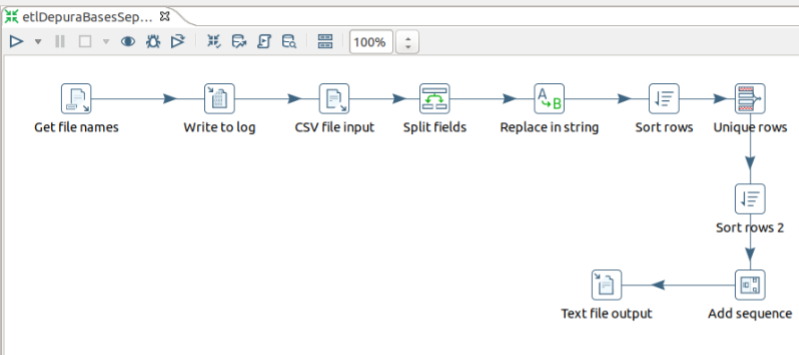 etlDepuraBasesSep...
100%
Get file names
Write to log
CSV file input
Split fields
Replace in string
Sort rows
Unique rows
A
B
Sort rows 2
Text file output
Add sequence